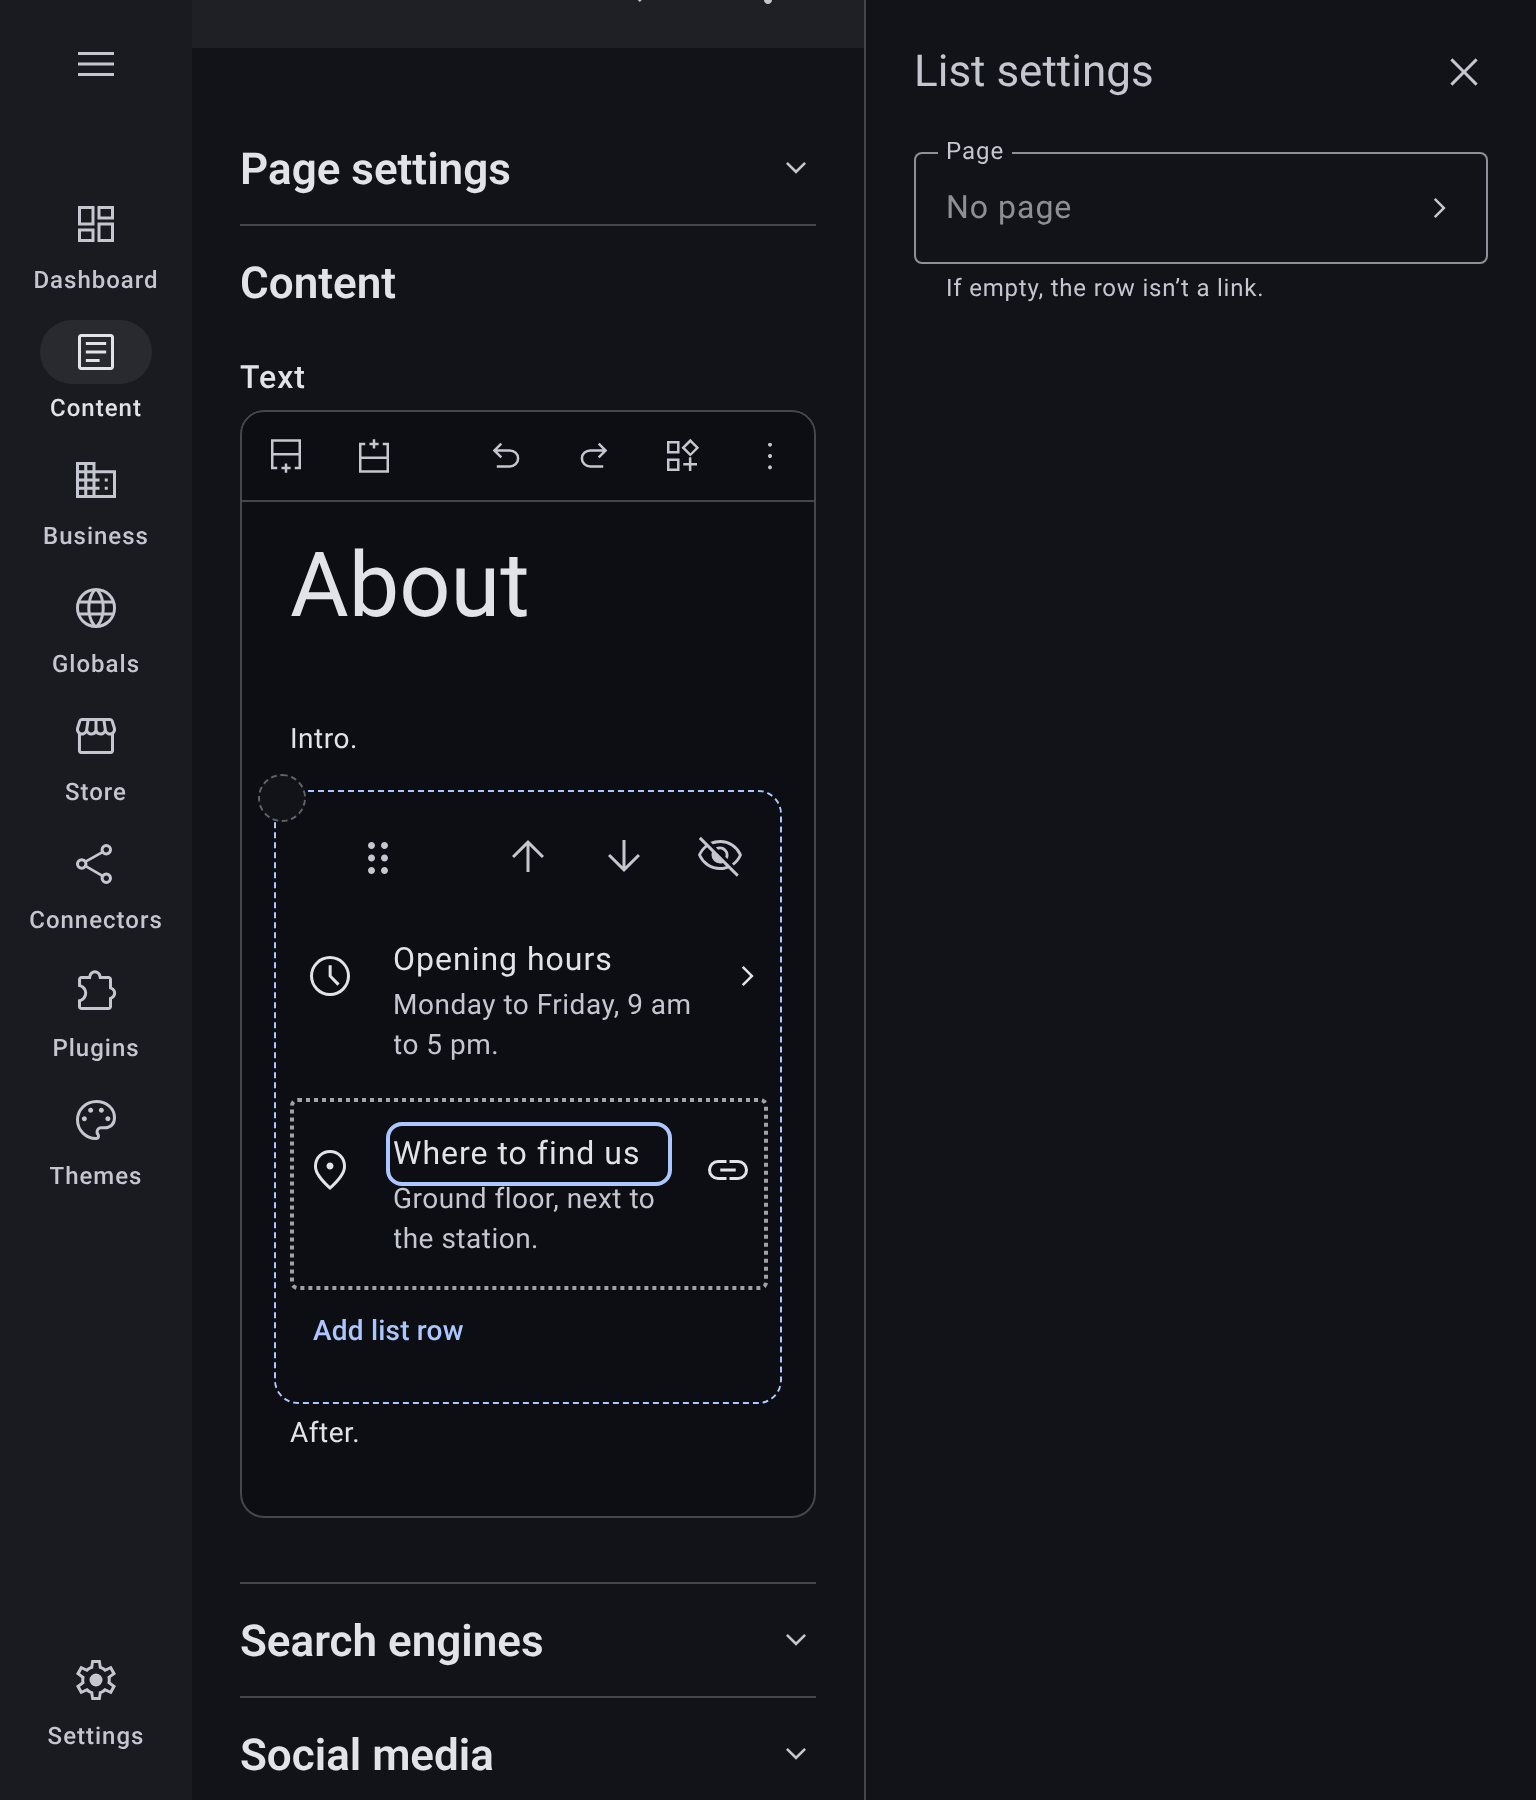 Dashboard
Content
Business
Globals
Store
Connectors
Plugins
Themes
Settings
Page settings
Content
Text
About
Intro.
Opening hours
Monday to Friday, 9 am
to 5 pm.
Where to find us
Ground floor, next to
the station.
Add list row
After.
Search engines
Social media
List settings
Page
No page
If empty, the row isn’t a link.